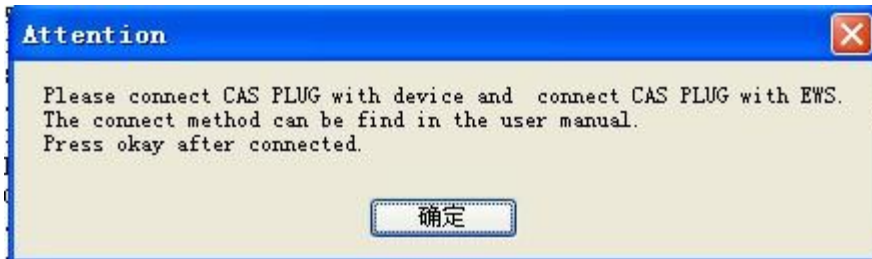 Attention
Please connect CAS PLUG with device and connect CAS PLUG with EWS.
The connect method can be find in the user manual.
Press okay after connected.
确定